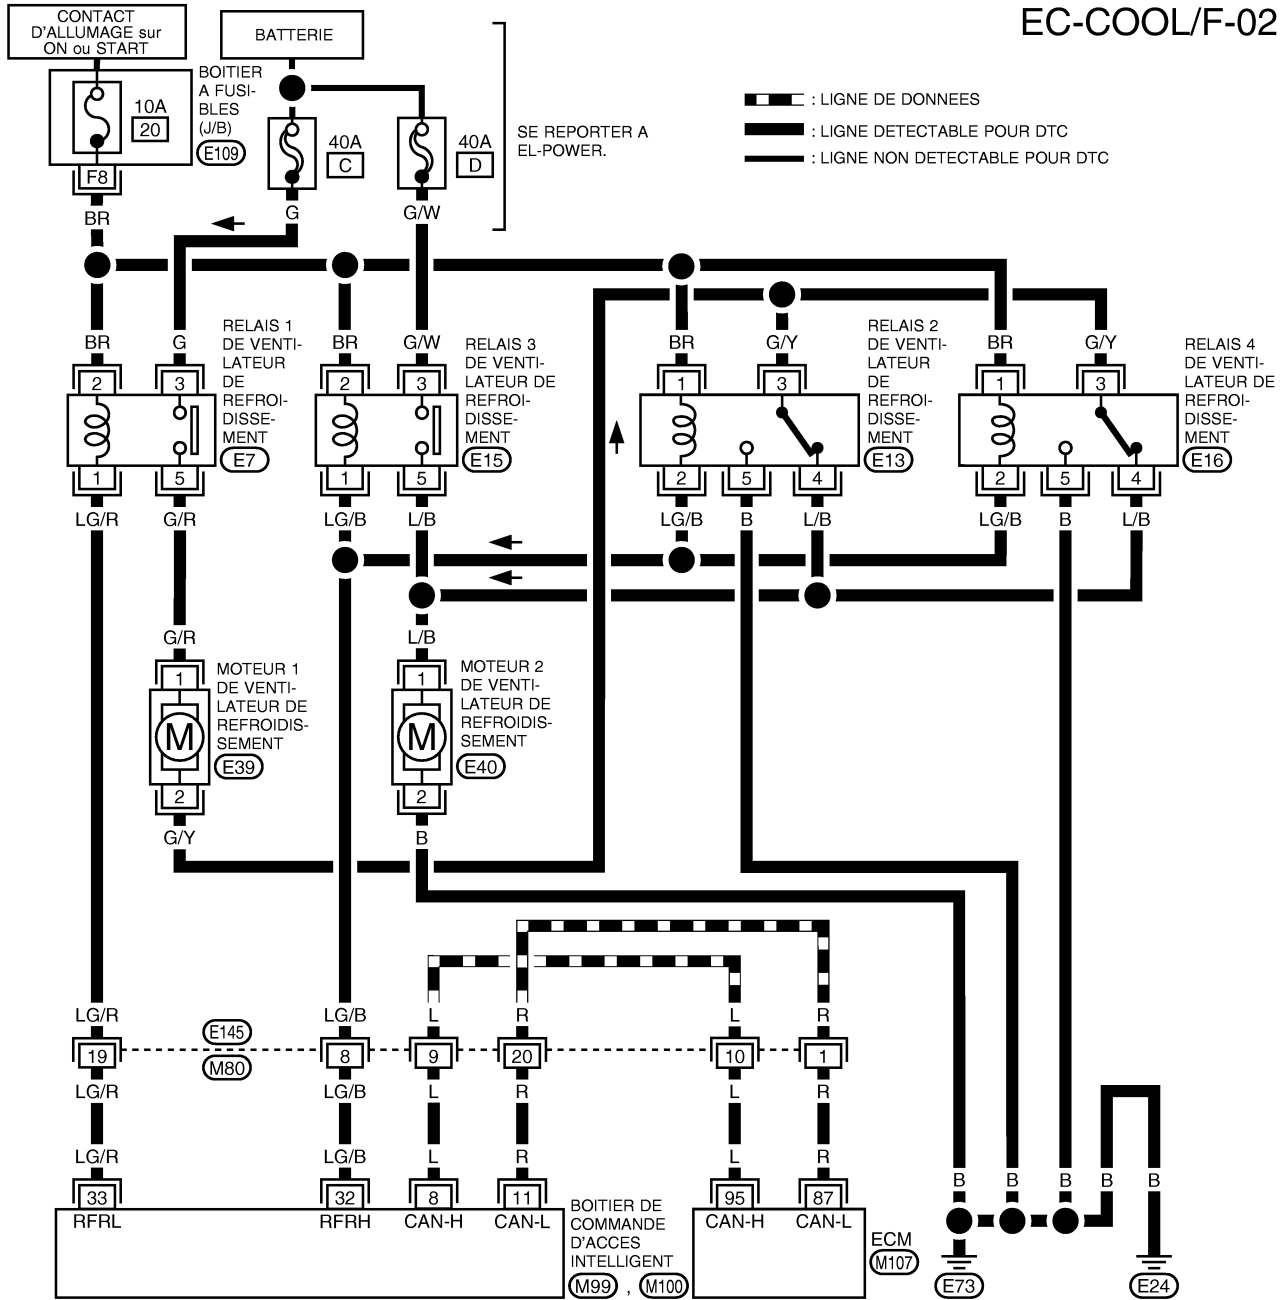 EC-COOL/F-02
CONTACT
D'ALLUMAGE sur
ON ou START
BATTERIE
BOITIER
A FUSI-
BLES
(J/B)
E109
10A
20
F8
40A
C
40A
D
SE REPORTER A
EL-POWER.
: LIGNE DE DONNEES
: LIGNE DETECTABLE POUR DTC
: LIGNE NON DETECTABLE POUR DTC
BR
G
G/W
BR
G
BR
G/W
BR
G/Y
BR
G/Y
RELAIS 1
DE VENTI-
LATEUR
DE
REFROI-
DISSE-
MENT
E7
RELAIS 3
DE VENTI-
LATEUR DE
REFROI-
DISSE-
MENT
E15
RELAIS 2
DE VENTI-
LATEUR
DE
REFROI-
DISSE-
MENT
E13
RELAIS 4
DE VENTI-
LATEUR DE
REFROI-
DISSE-
MENT
E16
2
3
2
3
1
3
1
3
1
5
1
5
2
5
4
2
5
4
LG/R
G/R
LG/B
L/B
LG/B
B
L/B
LG/B
B
L/B
G/R
L/B
1
M
2
MOTEUR 1
DE VENTI-
LATEUR DE
REFROIDIS-
SEMENT
E39
1
M
2
MOTEUR 2
DE VENTI-
LATEUR DE
REFROIDIS-
SEMENT
E40
G/Y
B
LG/R
LG/B
L
R
L
R
E145
M80
19
8
9
20
10
1
LG/R
LG/B
L
R
L
R
LG/R
LG/B
L
R
L
R
B
B
B
B
B
33
32
8
11
95
87
RFRL
RFRH
CAN-H
CAN-L
CAN-H
CAN-L
BOITIER DE
COMMANDE
D'ACCES
INTELLIGENT
M99 , M100
ECM
M107
E73
E24